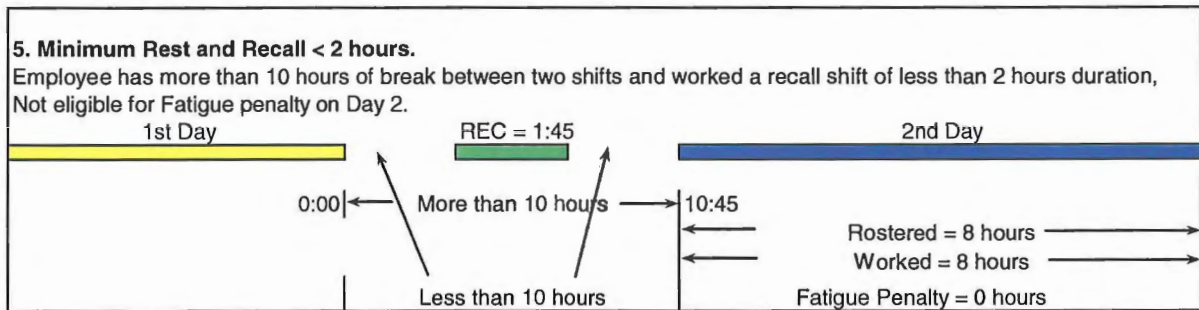 5. Minimum Rest and Recall < 2 hours.
Employee has more than 10 hours of break between two shifts and worked a recall shift of less than 2 hours duration,
Not eligible for Fatigue penalty on Day 2.
1st Day REC = 1:45 2nd Day
0:00 More than 10 hours 10:45
Rostered = 8 hours
Worked = 8 hours
Less than 10 hours Fatigue Penalty = 0 hours